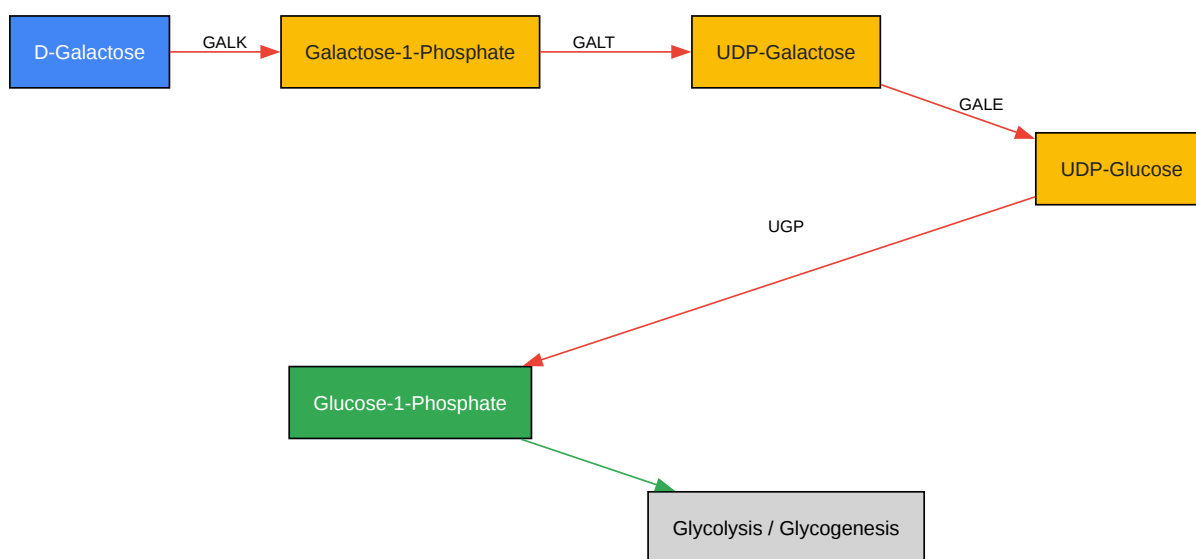 D-Galactose
GALK
Galactose-1-Phosphate
GALT
UDP-Galactose
GALE
UDP-Glucose
UGP
Glucose-1-Phosphate
Glycolysis / Glycogenesis